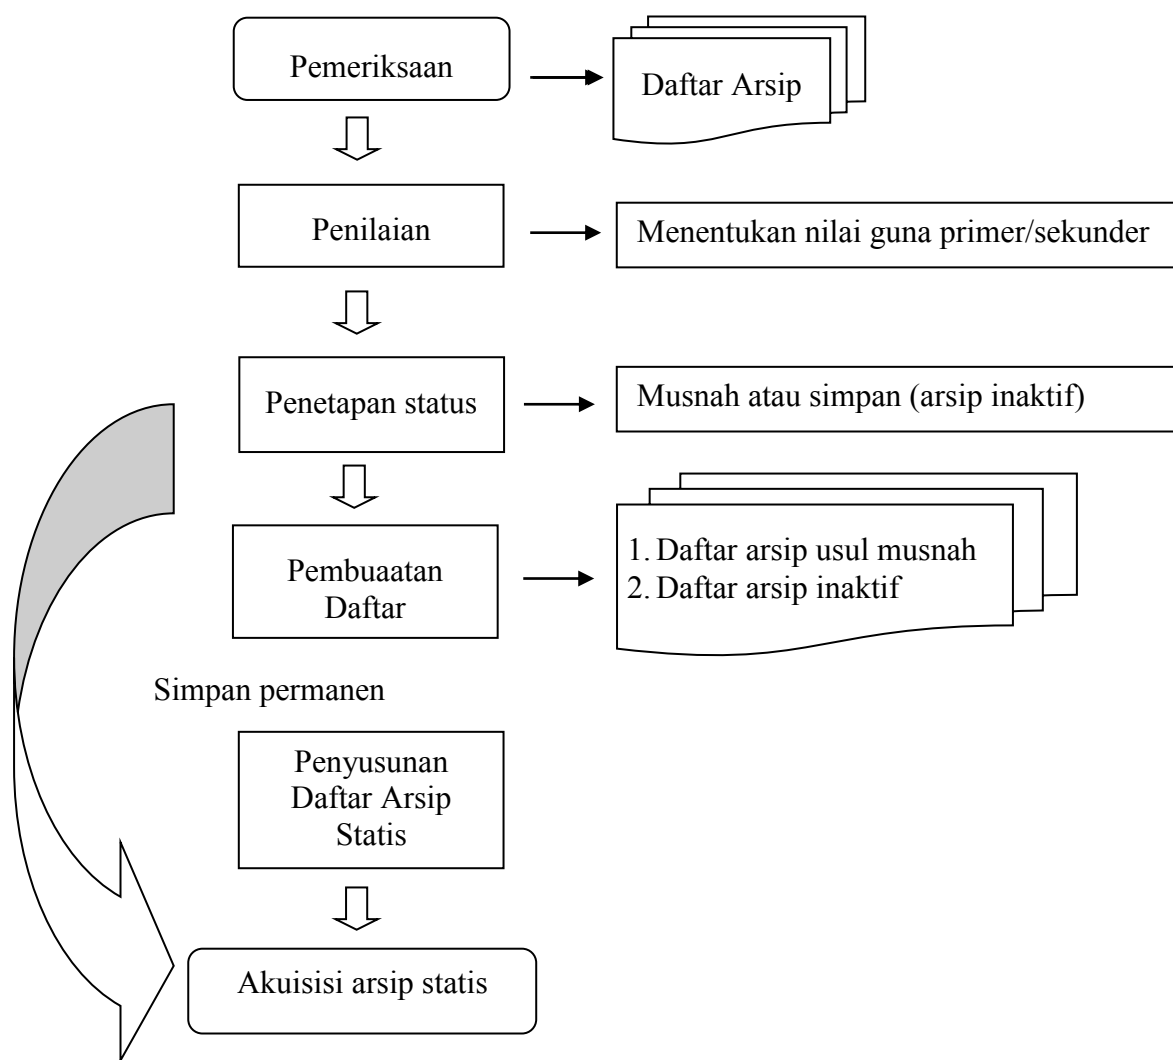 Pemeriksaan
Daftar Arsip
Penilaian
Menentukan nilai guna primer/sekunder
Penetapan status
Musnah atau simpan (arsip inaktif)
Pembuaatan
Daftar
1. Daftar arsip usul musnah
2. Daftar arsip inaktif
Simpan permanen
Penyusunan
Daftar Arsip
Statis
Akuisisi arsip statis